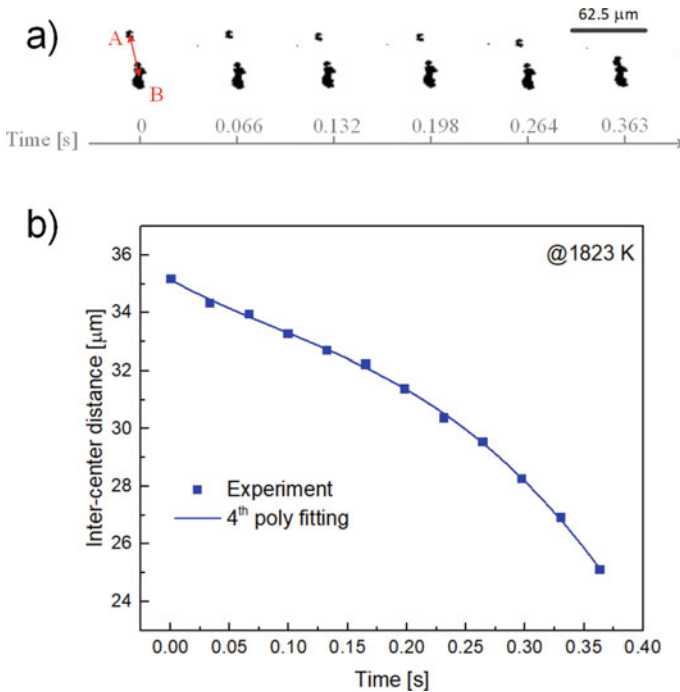 a)
62.5 μm
A
B
0 0.066 0.132 0.198 0.264 0.363
Time [s]
b)
@1823 K
Inter-center distance [μm]
36
34
32
30
28
26
24
Experiment
4th poly fitting
0.00 0.05 0.10 0.15 0.20 0.25 0.30 0.35 0.40
Time [s]